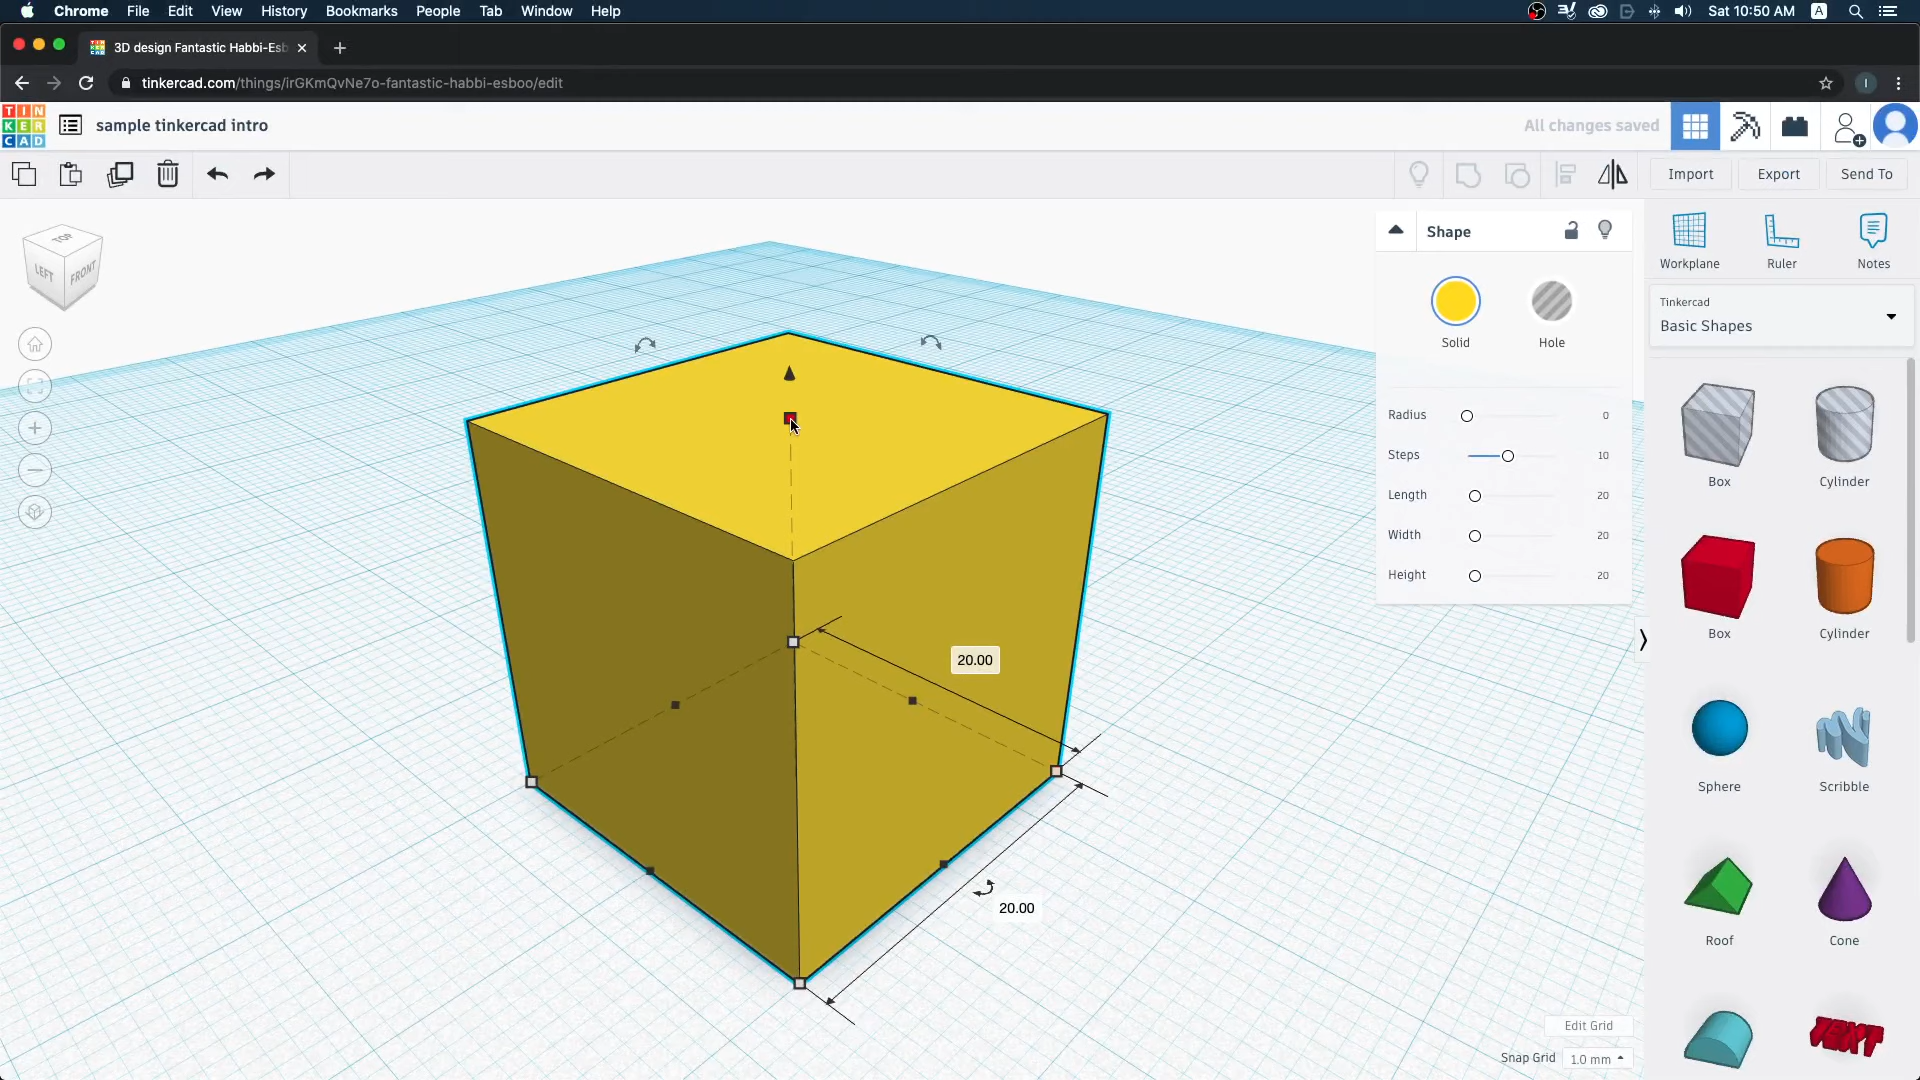 Chrome File Edit View History Bookmarks People Tab Window Help
Sat 10:50 AM A
3D design Fantastic Habbi-Esb
tinkercad.com/things/irGKmQvNe7o-fantastic-habbi-esboo/edit
I
TIN
KER
CAD
sample tinkercad intro
All changes saved
Import Export Send To
TOP
LEFT FRONT
Shape
Solid Hole
Radius 0
Steps 10
Length 20
Width 20
Height 20
20.00
20.00
Workplane Ruler Notes
Tinkercad
Basic Shapes
Box Cylinder
Box Cylinder
Sphere Scribble
Roof Cone
TEXT
Edit Grid
Snap Grid 1.0 mm